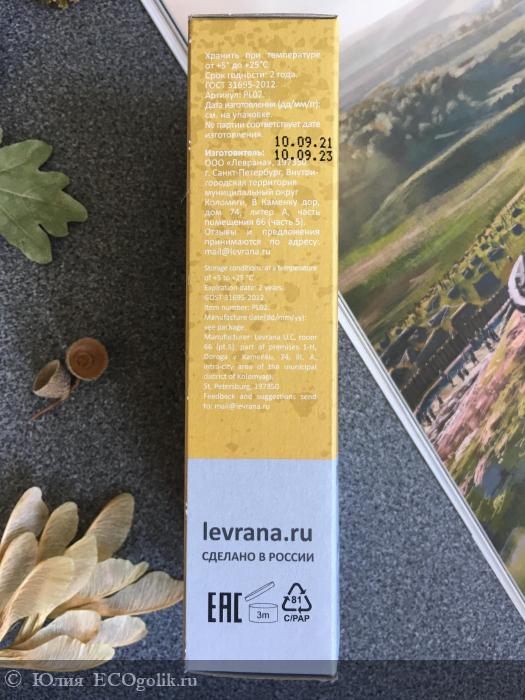 Хранить при температуре
от +5° до +25°С
Срок годности: 2 года.
ГОСТ 31695-2012.
Артикул: PL02.
Дата изготовления (дд/мм/гг):
см. на упаковке.
№ партии соответствует дате
изготовления.
10.09.21
10.09.23
Изготовитель:
ООО «Леврана», 197350
г. Санкт-Петербург, Внутри-
городская территория
муниципальный округ
Коломяги, В Каменку дор,
дом 74, литер А, часть
помещения 66 (часть 5).
Отзывы и предложения
принимаются по адресу:
mail@levrana.ru
Storage conditions: at a temperature
of +5 to +25 °C
Expiration date: 2 years.
GOST 31695-2012.
Item number: PL02.
Manufacture date(dd/mm/yy):
see package.
Manufacturer: Levrana LLC, room
66 (pt.5), part of premises 1-H,
Doroga v Kamenku, 74, lit. A,
intra-city area of the municipal
district of Kolomyagi,
St. Petersburg, 197350
Feedback and suggestions send
to: mail@levrana.ru
levrana.ru
СДЕЛАНО В РОССИИ
EAC
3m
81
C/PAP
© Юлия ECOgolik.ru